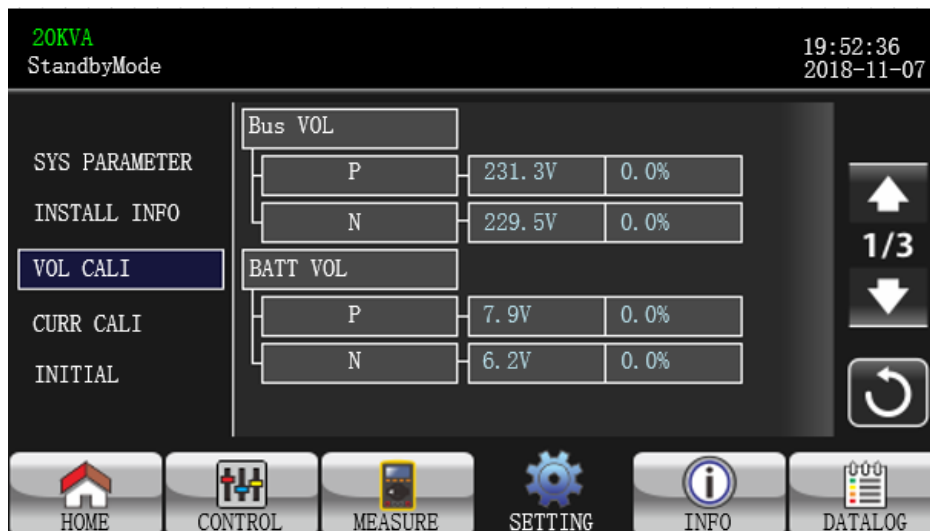 20KVA
StandbyMode
19:52:36
2018-11-07
SYS PARAMETER
INSTALL INFO
VOL CALI
CURR CALI
INITIAL
Bus VOL
P 231.3V 0.0%
N 229.5V 0.0%
BATT VOL
P 7.9V 0.0%
N 6.2V 0.0%
1/3
HOME CONTROL MEASURE SETTING INFO DATALOG